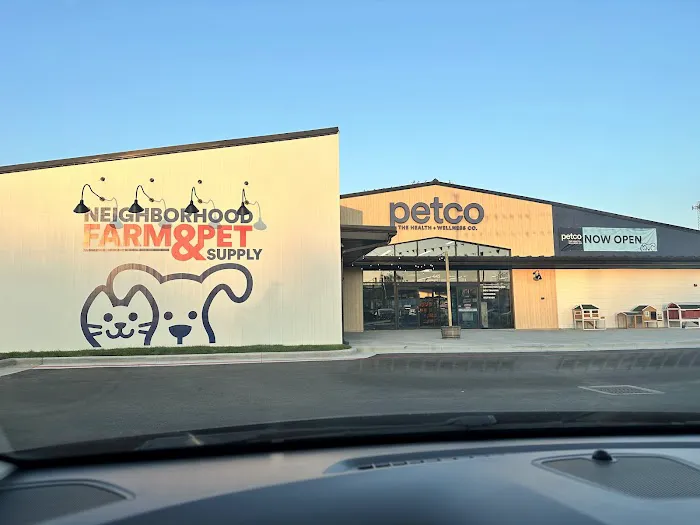 NEIGHBORHOOD
FARM&PET
SUPPLY
petco
THE HEALTH + WELLNESS CO.
petco
NOW OPEN